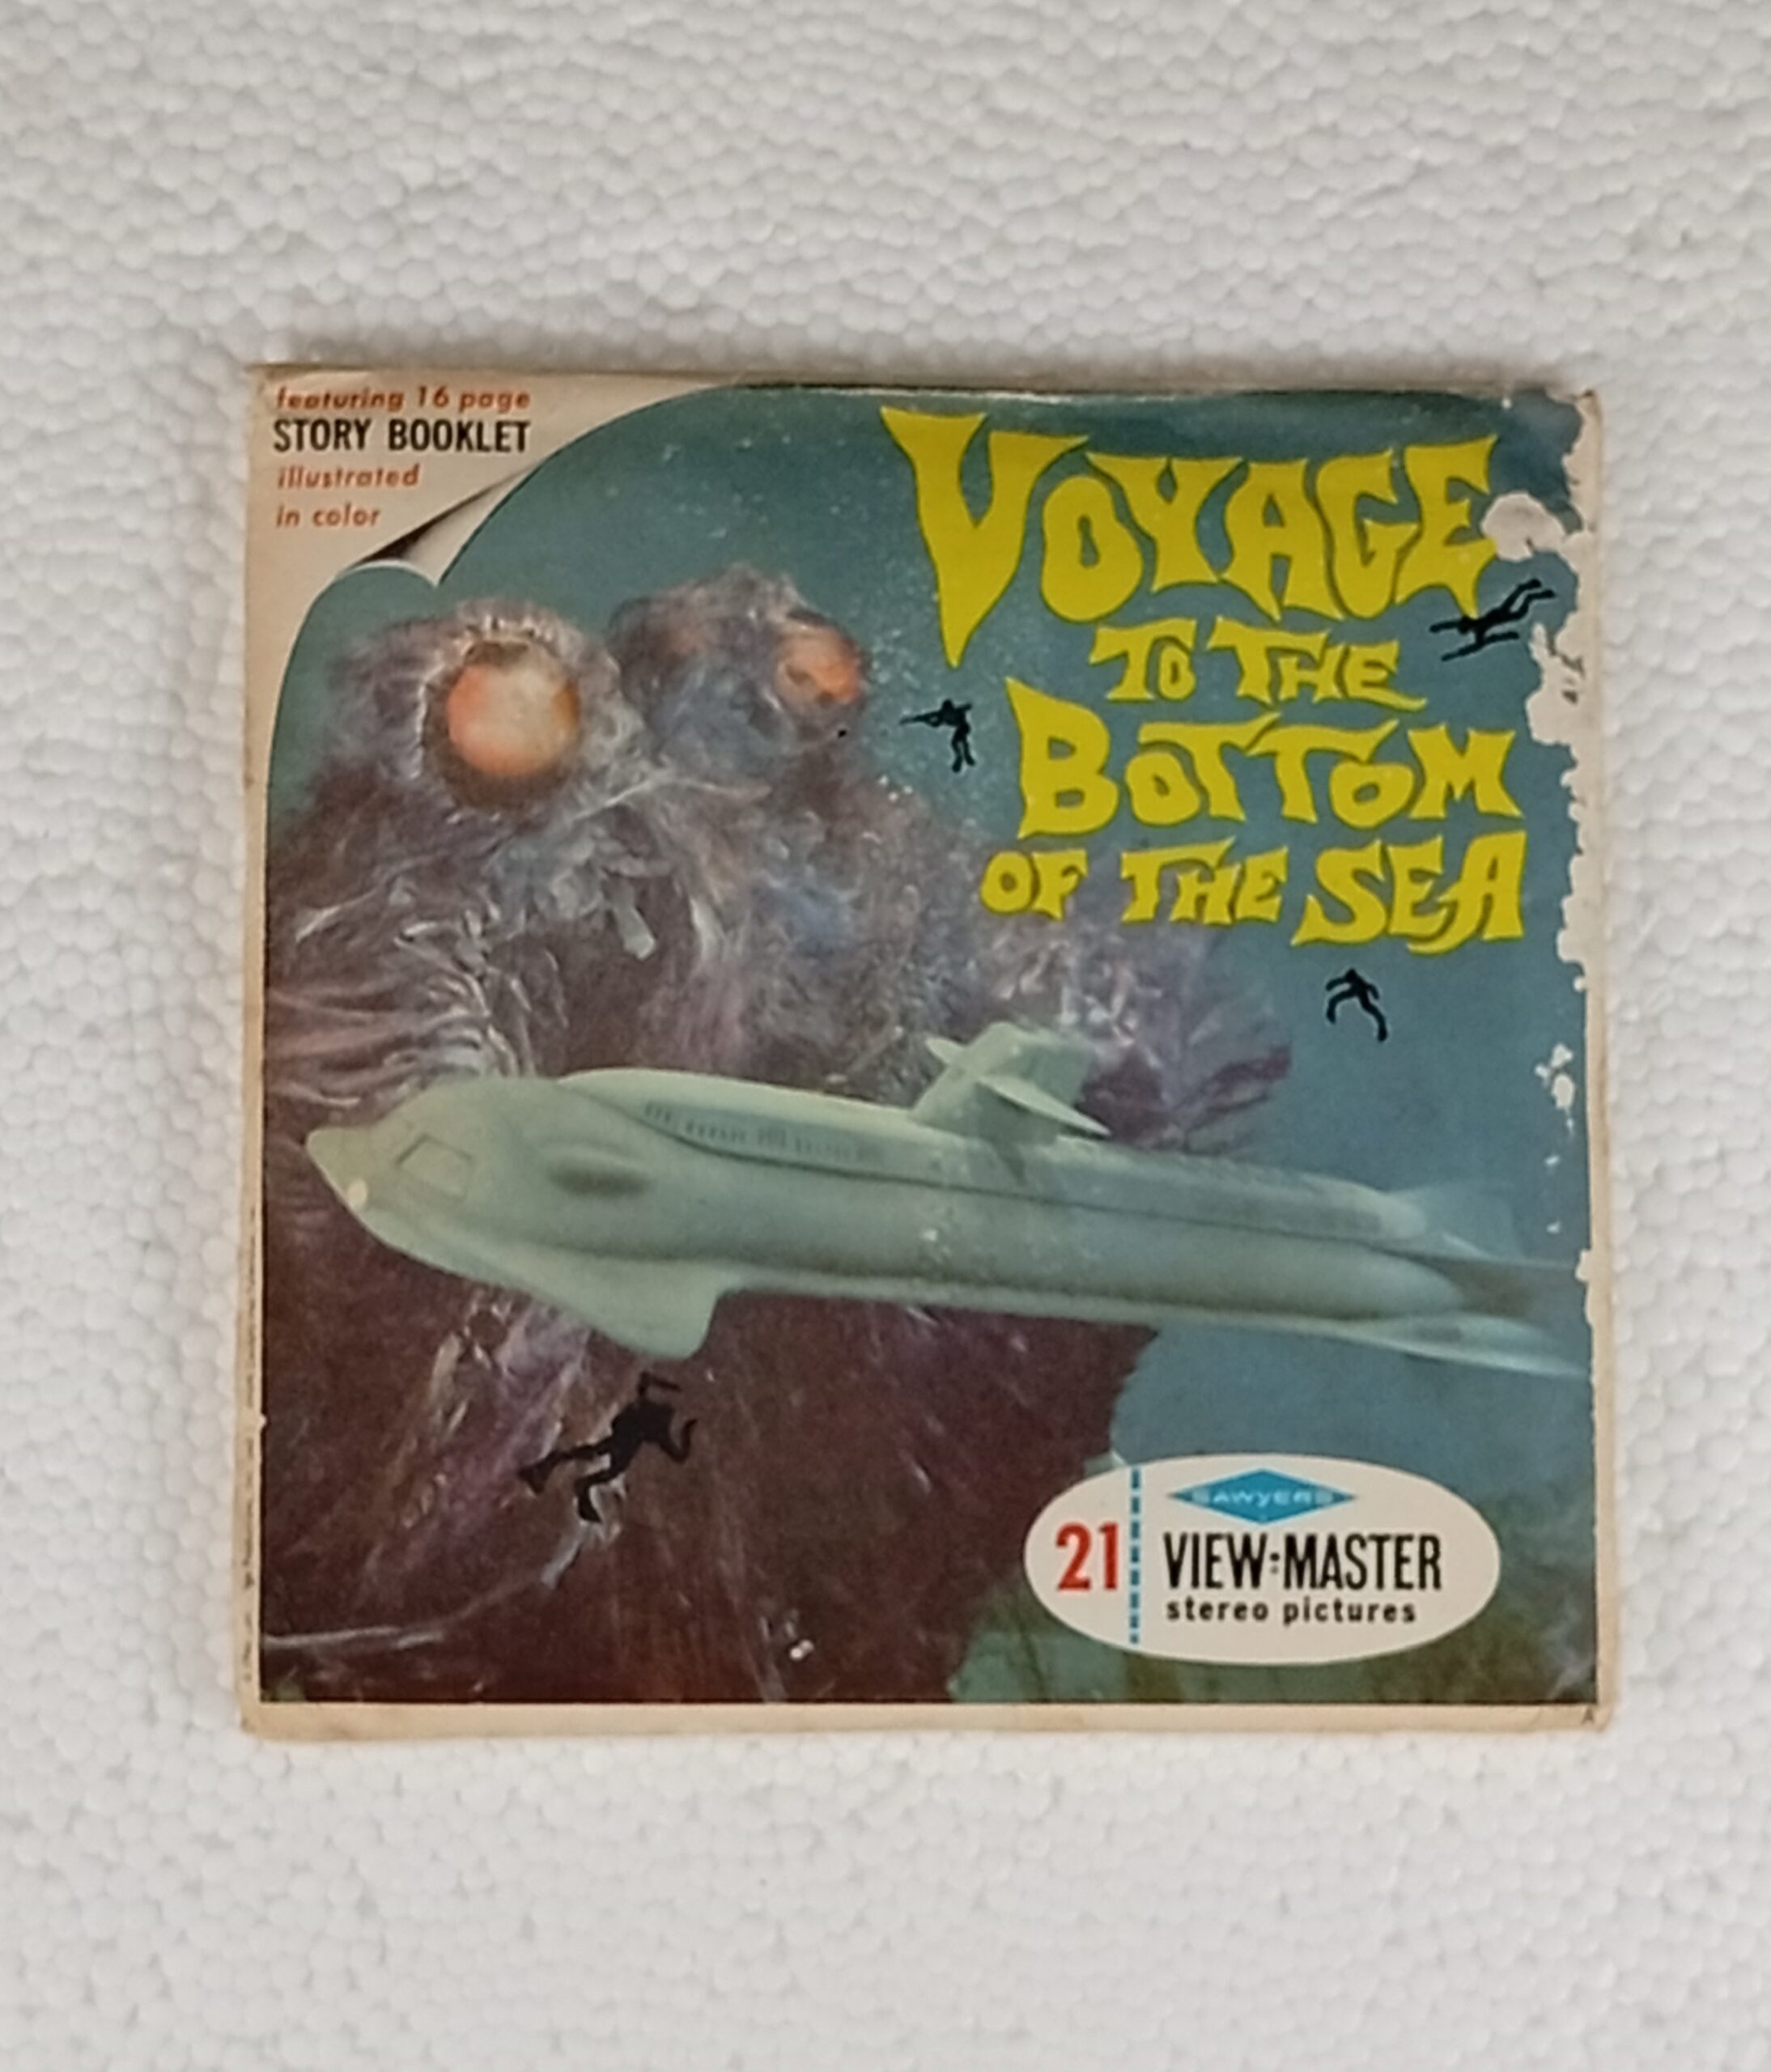 featuring 16 page
STORY BOOKLET
illustrated
in color
VOYAGE
TO THE
BOTTOM
OF THE SEA
SAWYER'S
21 VIEW-MASTER
stereo pictures